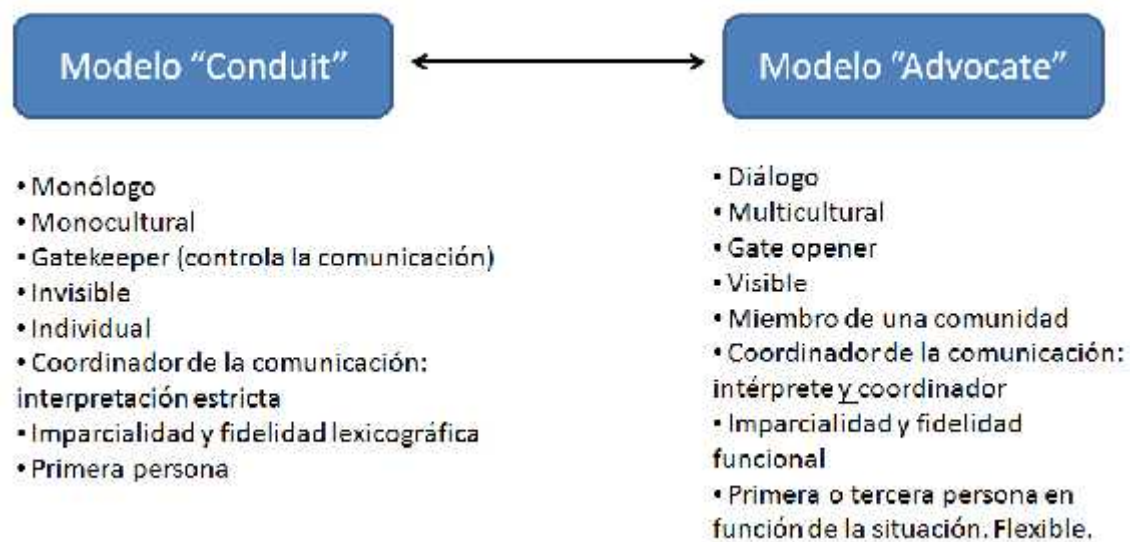 Modelo “Conduit”
• Monólogo
• Monocultural
• Gatekeeper (controla la comunicación)
• Invisible
• Individual
• Coordinador de la comunicación:
interpretación estricta
• Imparcialidad y fidelidad lexicográfica
• Primera persona
Modelo “Advocate”
• Diálogo
• Multicultural
• Gate opener
• Visible
• Miembro de una comunidad
• Coordinador de la comunicación:
intérprete y coordinador
• Imparcialidad y fidelidad
funcional
• Primera o tercera persona en
función de la situación. Flexible.